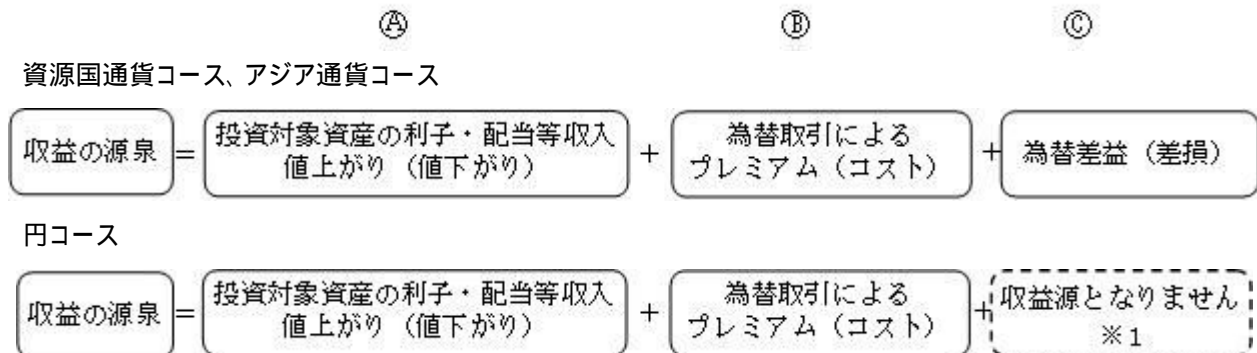 Ⓐ Ⓑ Ⓒ
資源国通貨コース、アジア通貨コース
収益の源泉 = 投資対象資産の利子・配当等収入 値上がり（値下がり） + 為替取引による プレミアム（コスト） + 為替差益（差損）
円コース
収益の源泉 = 投資対象資産の利子・配当等収入 値上がり（値下がり） + 為替取引による プレミアム（コスト） + 収益源となりません ※1